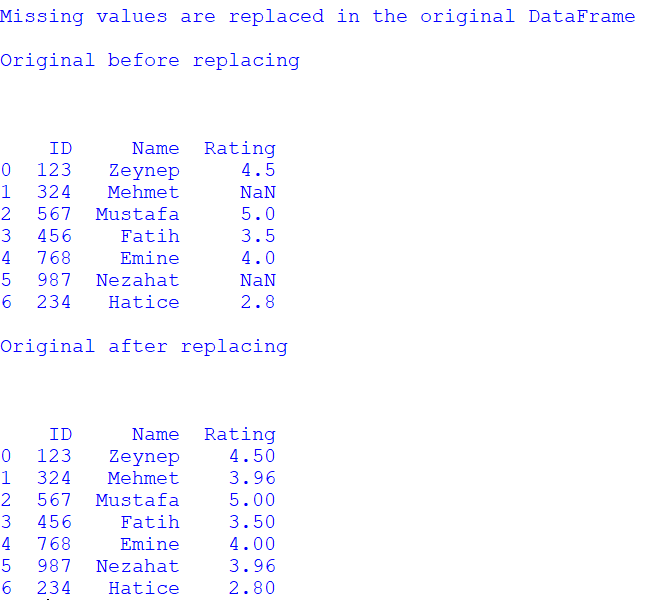 Missing values are replaced in the original DataFrame
Original before replacing
ID Name Rating
0 123 Zeynep 4.5
1 324 Mehmet NaN
2 567 Mustafa 5.0
3 456 Fatih 3.5
4 768 Emine 4.0
5 987 Nezahat NaN
6 234 Hatice 2.8
Original after replacing
ID Name Rating
0 123 Zeynep 4.50
1 324 Mehmet 3.96
2 567 Mustafa 5.00
3 456 Fatih 3.50
4 768 Emine 4.00
5 987 Nezahat 3.96
6 234 Hatice 2.80